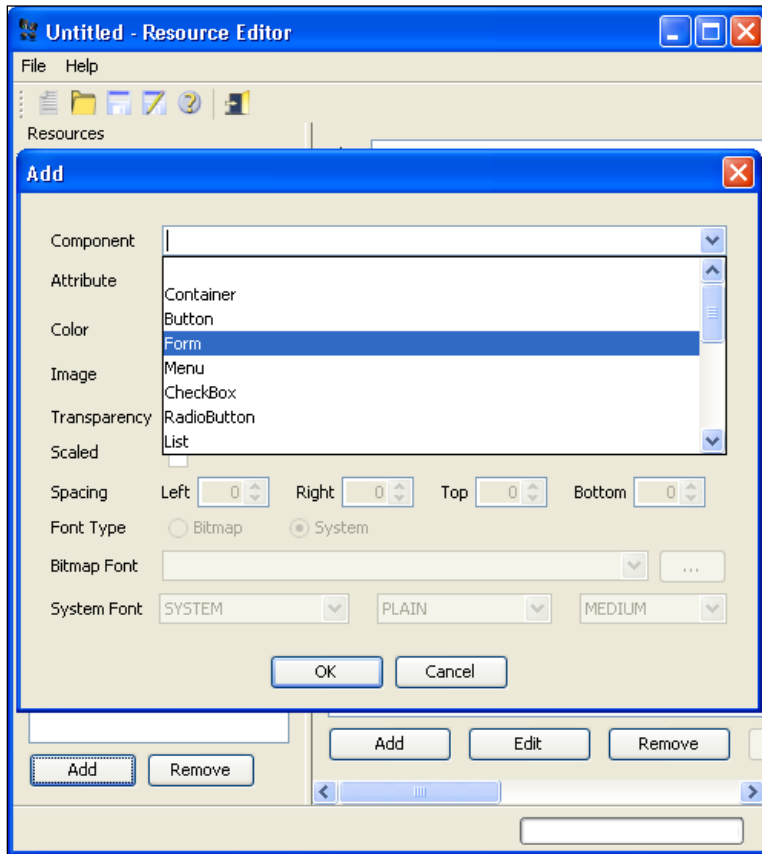 Untitled - Resource Editor
File Help
Resources
Add
Component
Attribute
Container
Button
Color
Form
Image
Menu
CheckBox
Transparency RadioButton
Scaled List
Spacing Left 0 Right 0 Top 0 Bottom 0
Font Type Bitmap System
Bitmap Font ...
System Font SYSTEM PLAIN MEDIUM
OK Cancel
Add Edit Remove
Add Remove